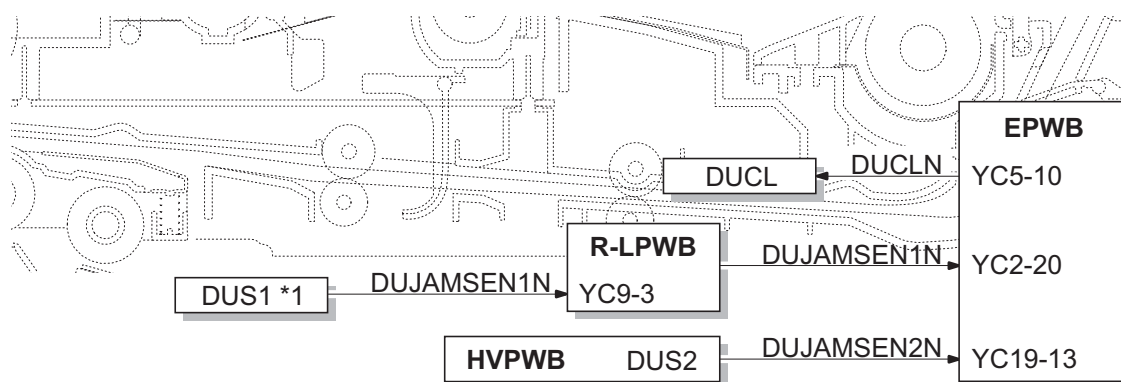 EPWB
DUCL
DUCLN
YC5-10
R-LPWB
DUJAMSEN1N
YC2-20
DUS1 *1
DUJAMSEN1N
YC9-3
HVPWB DUS2
DUJAMSEN2N
YC19-13